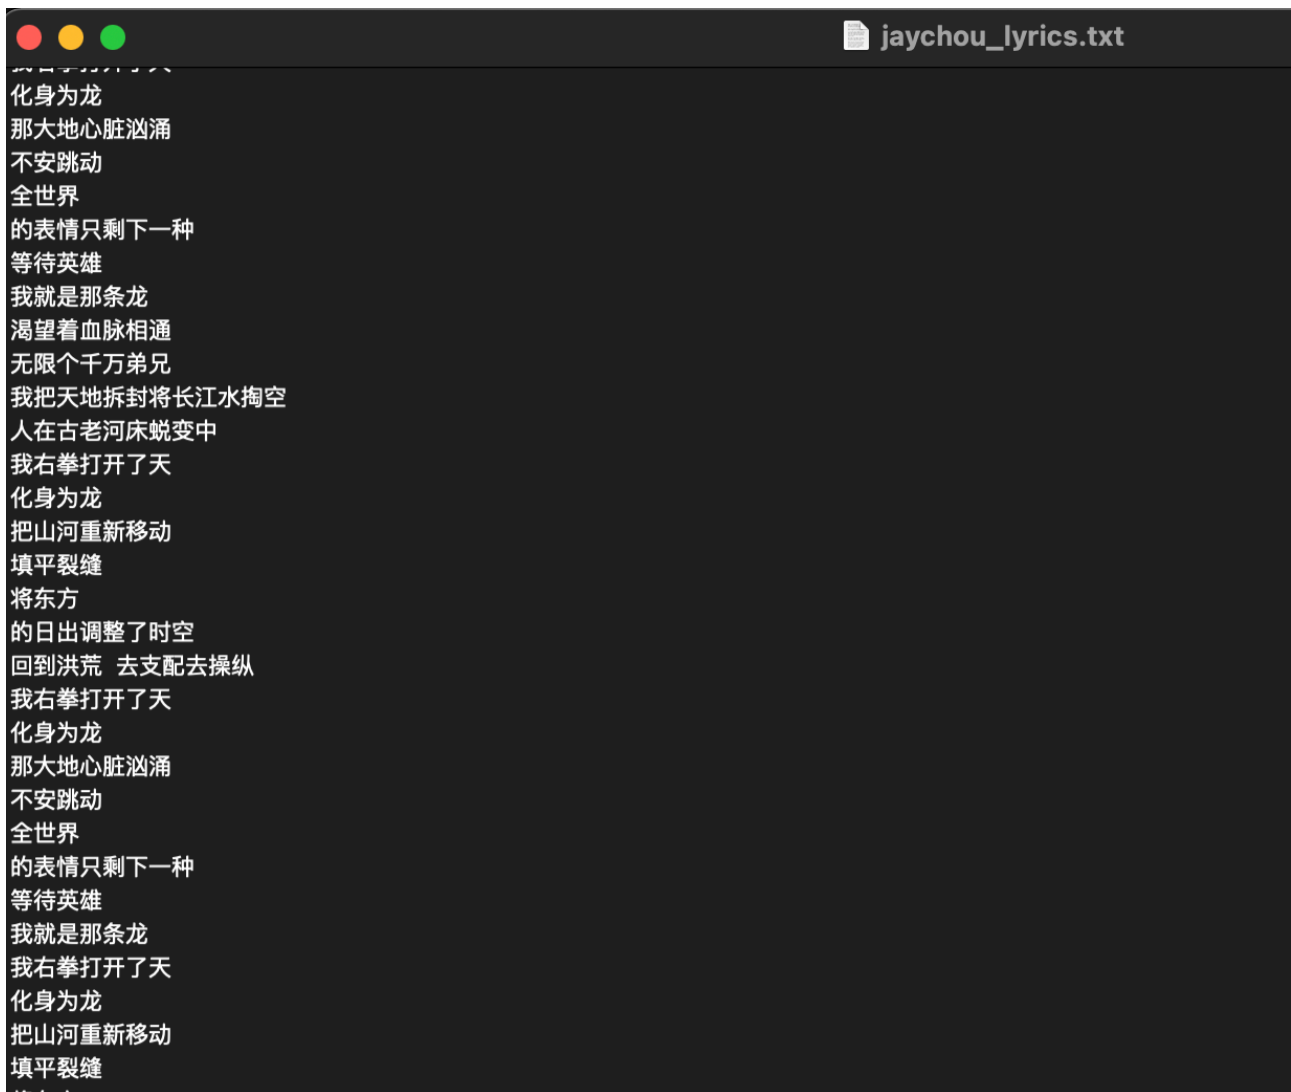 jaychou_lyrics.txt
化身为龙
那大地心脏汹涌
不安跳动
全世界
的表情只剩下一种
等待英雄
我就是那条龙
渴望着血脉相通
无限个千万弟兄
我把天地拆封将长江水掏空
人在古老河床蜕变中
我右拳打开了天
化身为龙
把山河重新移动
填平裂缝
将东方
的日出调整了时空
回到洪荒 去支配去操纵
我右拳打开了天
化身为龙
那大地心脏汹涌
不安跳动
全世界
的表情只剩下一种
等待英雄
我就是那条龙
我右拳打开了天
化身为龙
把山河重新移动
填平裂缝